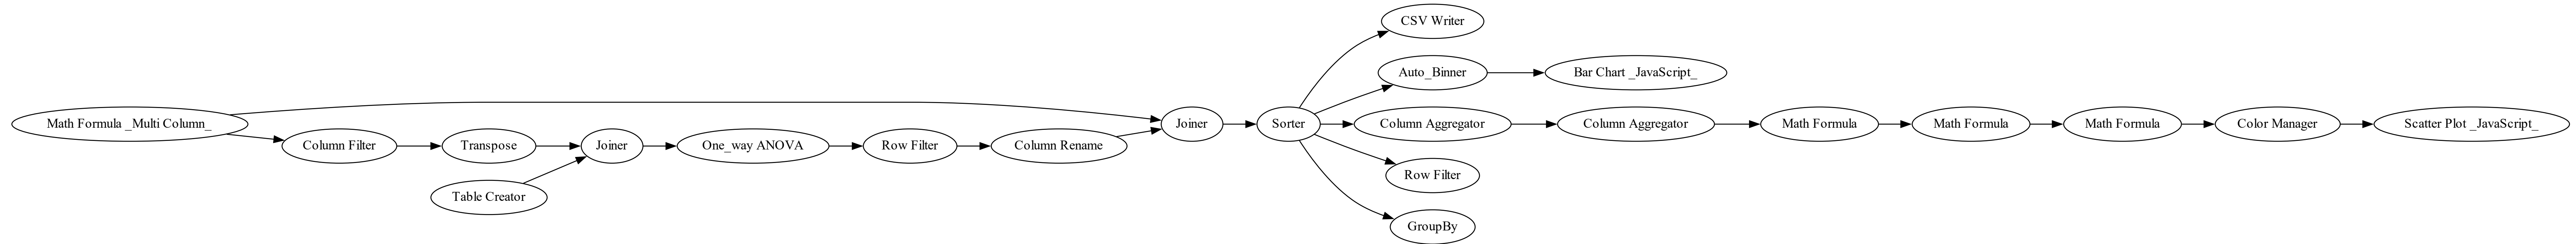 CSV Writer
Auto_Binner
Bar Chart _JavaScript_
Math Formula _Multi Column_
Joiner
Sorter
Column Aggregator
Column Aggregator
Math Formula
Math Formula
Math Formula
Color Manager
Scatter Plot _JavaScript_
Column Filter
Transpose
Joiner
One_way ANOVA
Row Filter
Column Rename
Row Filter
Table Creator
GroupBy